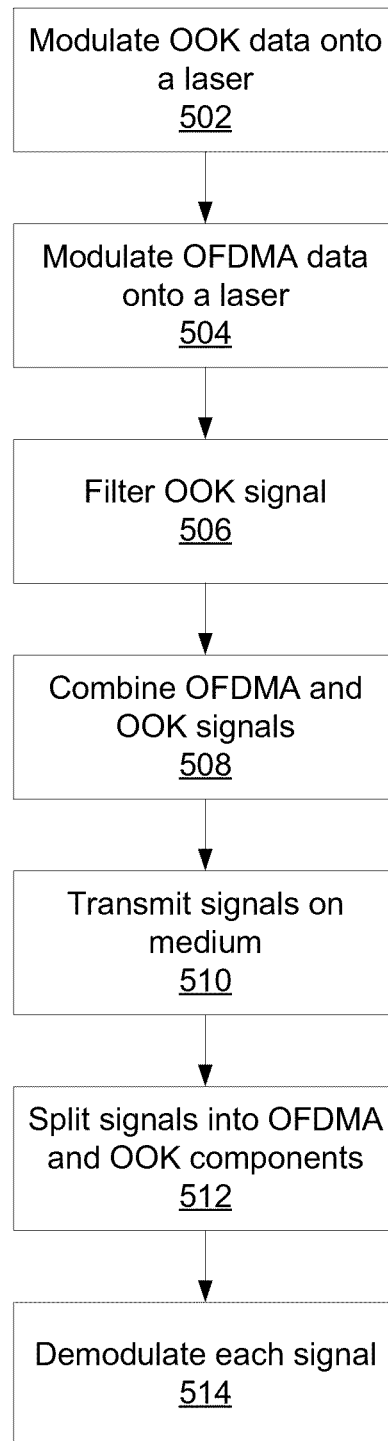 Modulate OOK data onto
a laser
502
Modulate OFDMA data
onto a laser
504
Filter OOK signal
506
Combine OFDMA and
OOK signals
508
Transmit signals on
medium
510
Split signals into OFDMA
and OOK components
512
Demodulate each signal
514